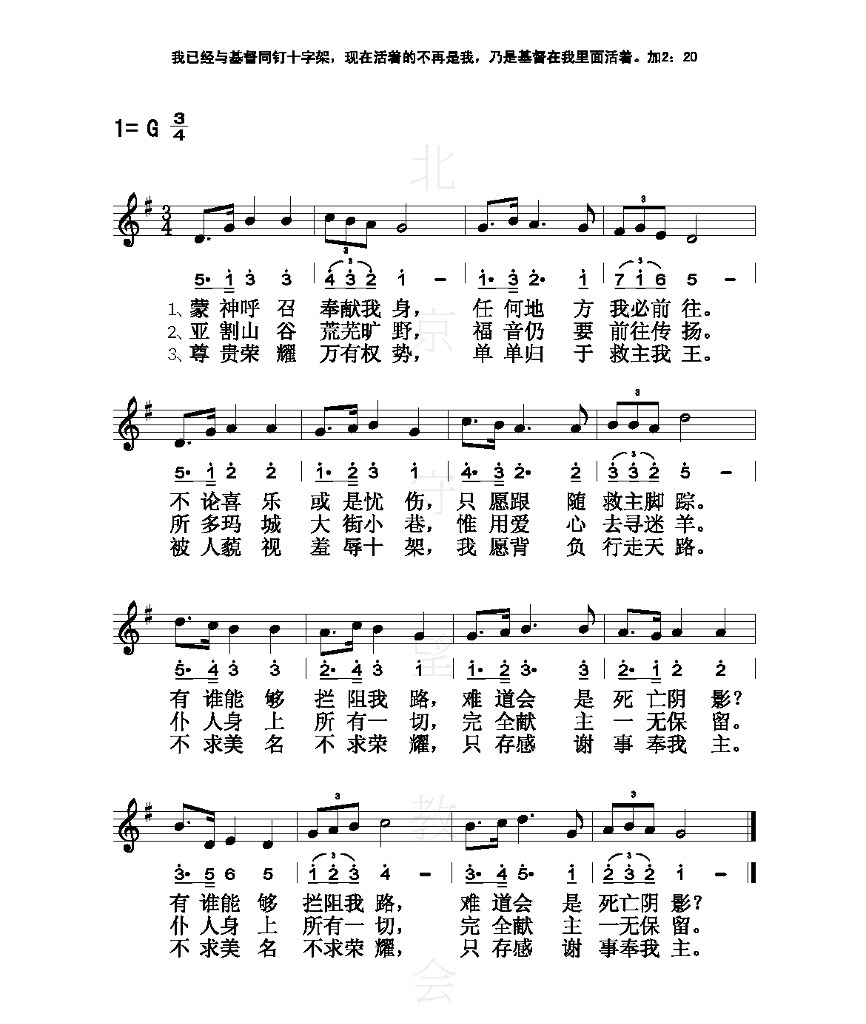 我已经与基督同钉十字架，现在活着的不再是我，乃是基督在我里面活着。加2：20
1= G 3/4
北京守望教会
3
3
3
4
3
3
5· 1 3 3 | 4 3 2 1 – | 1· 3 2· 1 | 7 1 6 5 – |
1、蒙 神呼 召 奉献我 身， 任 何地 方 我必前 往。
2、亚 割山 谷 荒芜旷 野， 福 音仍 要 前往传 扬。
3、尊 贵荣 耀 万有权 势， 单 单归 于 救主我 王。
3
3
5· 1 2 2 | 1· 2 3 1 | 4· 3 2· 2 | 3 3 2 5 – |
不 论喜 乐 或 是忧 伤，只 愿跟 随 救主脚 踪。
所 多玛 城 大 街小 巷，惟 用爱 心 去寻迷 羊。
被 人藐 视 羞 辱十 架，我 愿背 负 行走天 路。
5· 4 3 3 | 2· 4 3 1 | 1· 2 3· 3 | 2· 1 2 2
有 谁能 够 拦 阻我 路，难 道会 是 死 亡阴 影？
仆 人身 上 所 有一 切，完 全献 主 一 无保 留。
不 求美 名 不 求荣 耀，只 存感 谢 事 奉我 主。
3
3
3
3
3· 5 6 5 | 1 2 3 4 – | 3· 4 5· 1 | 2 3 2 1 –
有 谁能 够 拦阻我 路， 难 道会 是 死亡阴 影？
仆 人身 上 所有一 切， 完 全献 主 一无保 留。
不 求美 名 不求荣 耀， 只 存感 谢 事奉我 主。